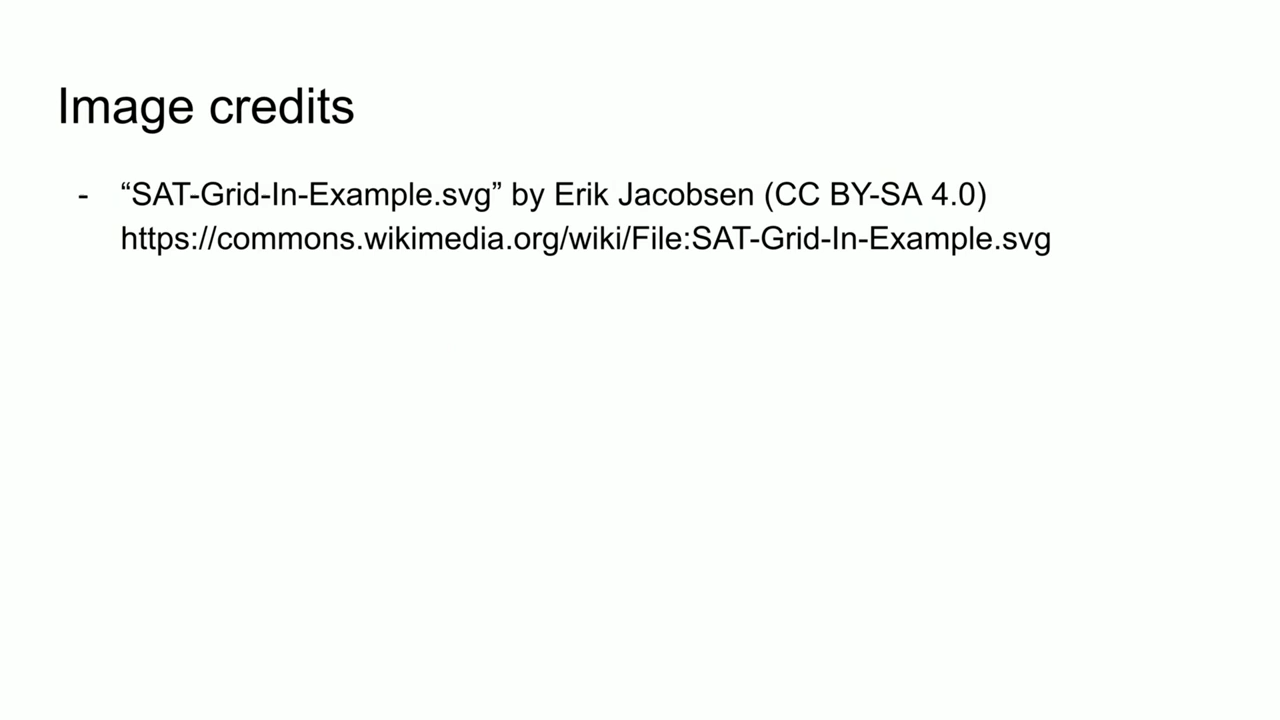 Image credits
- “SAT-Grid-In-Example.svg” by Erik Jacobsen (CC BY-SA 4.0)
https://commons.wikimedia.org/wiki/File:SAT-Grid-In-Example.svg